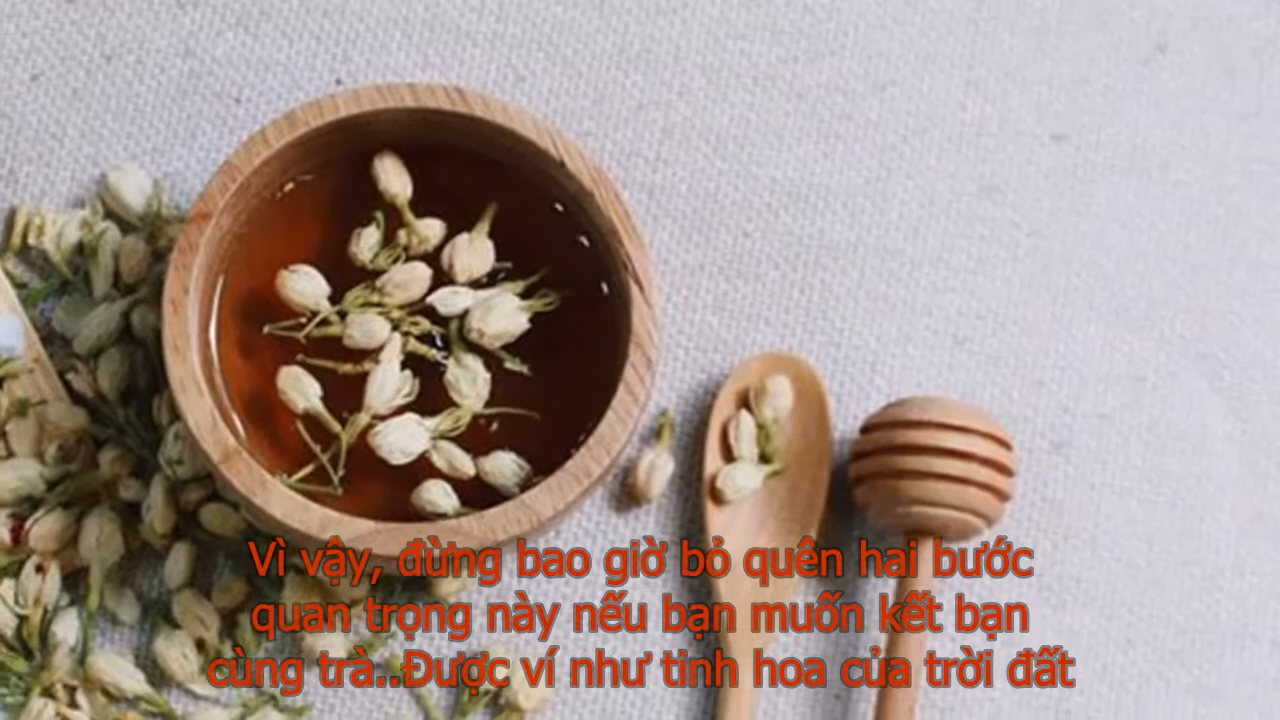 Vì vậy, đừng bao giờ bỏ quên hai bước
quan trọng này nếu bạn muốn kết bạn
cùng trà..Được ví như tinh hoa của trời đất